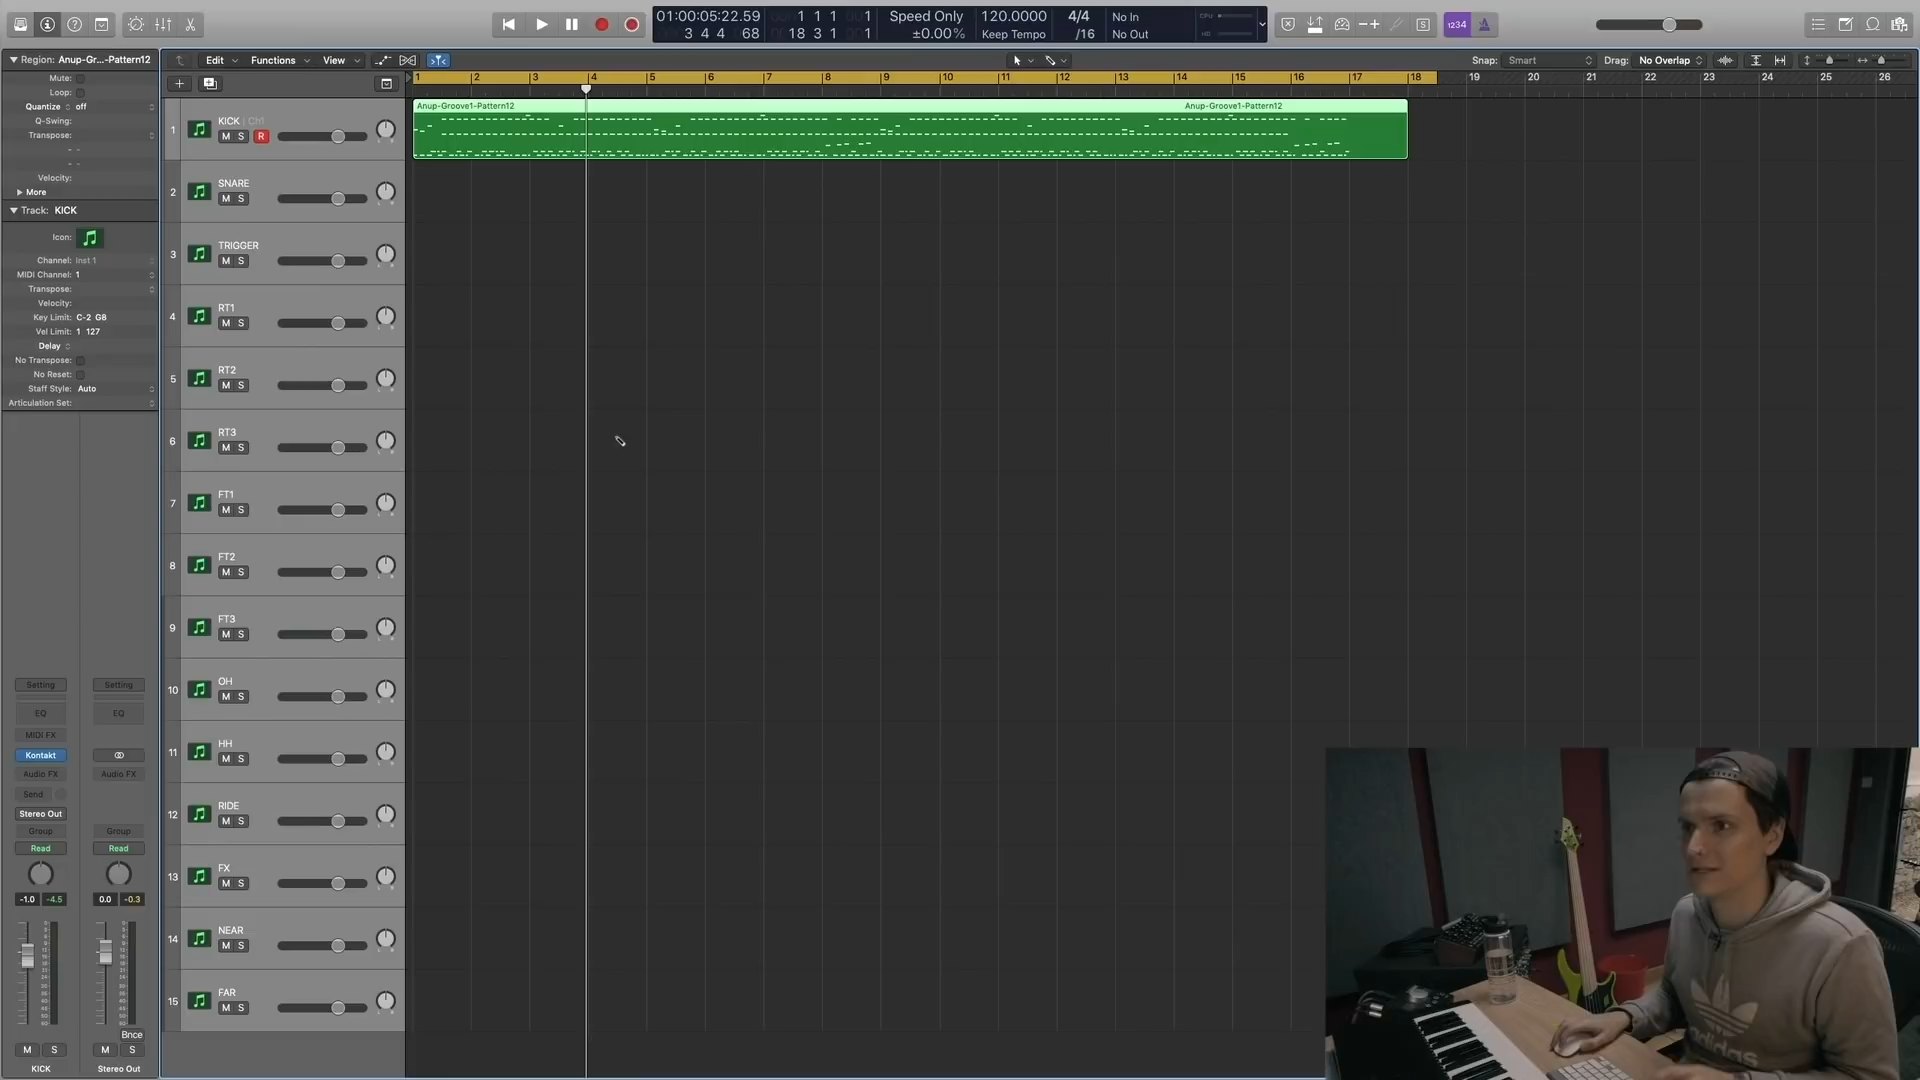 01:00:05:22.59
3 4 4 68
1 1 1 1
18 3 1 1
Speed Only
±0.00%
120.0000
Keep Tempo
4/4
/16
No In
No Out
CPU
HD
1234
Region: Anup-Gr...-Pattern12
Mute:
Loop:
Quantize off
Q-Swing:
Transpose:
Velocity:
More
Track: KICK
Icon:
Channel: Inst 1
MIDI Channel: 1
Transpose:
Velocity:
Key Limit: C-2 G8
Vel Limit: 1 127
Delay
No Transpose:
No Reset:
Staff Style: Auto
Articulation Set:
Edit Functions View
Snap: Smart Drag: No Overlap
1 2 3 4 5 6 7 8 9 10 11 12 13 14 15 16 17 18 19 20 21 22 23 24 25 26
Anup-Groove1-Pattern12 Anup-Groove1-Pattern12
1 KICK | Ch1
M S R
2 SNARE
M S
3 TRIGGER
M S
4 RT1
M S
5 RT2
M S
6 RT3
M S
7 FT1
M S
8 FT2
M S
9 FT3
M S
10 OH
M S
11 HH
M S
12 RIDE
M S
13 FX
M S
14 NEAR
M S
15 FAR
M S
Setting Setting
EQ EQ
MIDI FX
Kontakt
Audio FX Audio FX
Send
Stereo Out
Group Group
Read Read
-1.0 -4.5 0.0 -0.3
Bnce
M S M S
KICK Stereo Out
adidas